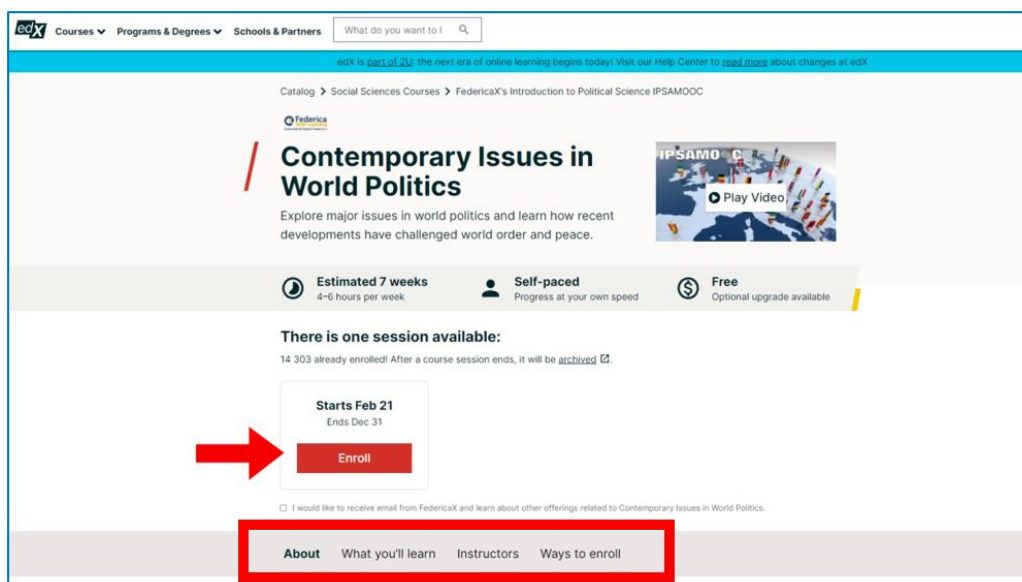 edX Courses Programs & Degrees Schools & Partners What do you want to l
edX is part of 2U: the next era of online learning begins today! Visit our Help Center to read more about changes at edX
Catalog > Social Sciences Courses > FedericaX's Introduction to Political Science IPSAMOOC
Federica
Contemporary Issues in
World Politics
Explore major issues in world politics and learn how recent
developments have challenged world order and peace.
IPSAMO C
Play Video
Estimated 7 weeks
4–6 hours per week
Self-paced
Progress at your own speed
Free
Optional upgrade available
There is one session available:
14 303 already enrolled! After a course session ends, it will be archived.
Starts Feb 21
Ends Dec 31
Enroll
I would like to receive email from FedericaX and learn about other offerings related to Contemporary Issues in World Politics.
About What you'll learn Instructors Ways to enroll